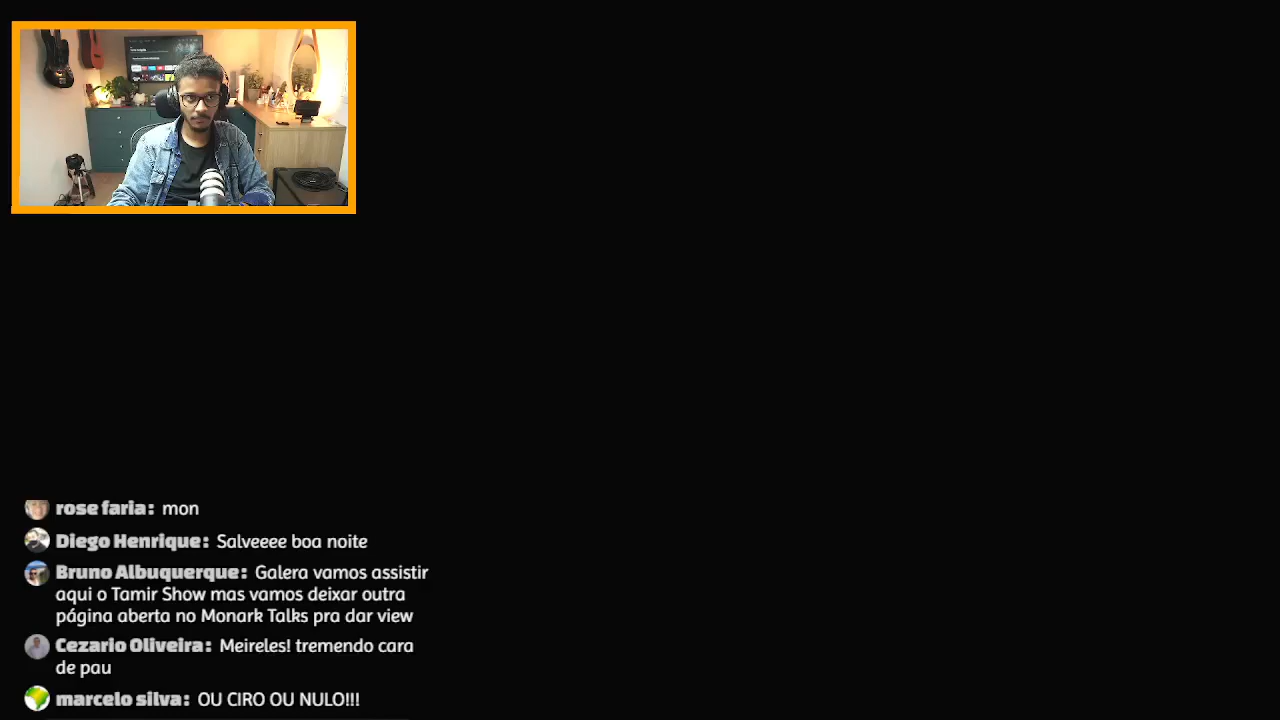 rose faria: mon
Diego Henrique: Salveeee boa noite
Bruno Albuquerque: Galera vamos assistir
aqui o Tamir Show mas vamos deixar outra
página aberta no Monark Talks pra dar view
Cezario Oliveira: Meireles! tremendo cara
de pau
marcelo silva: OU CIRO OU NULO!!!